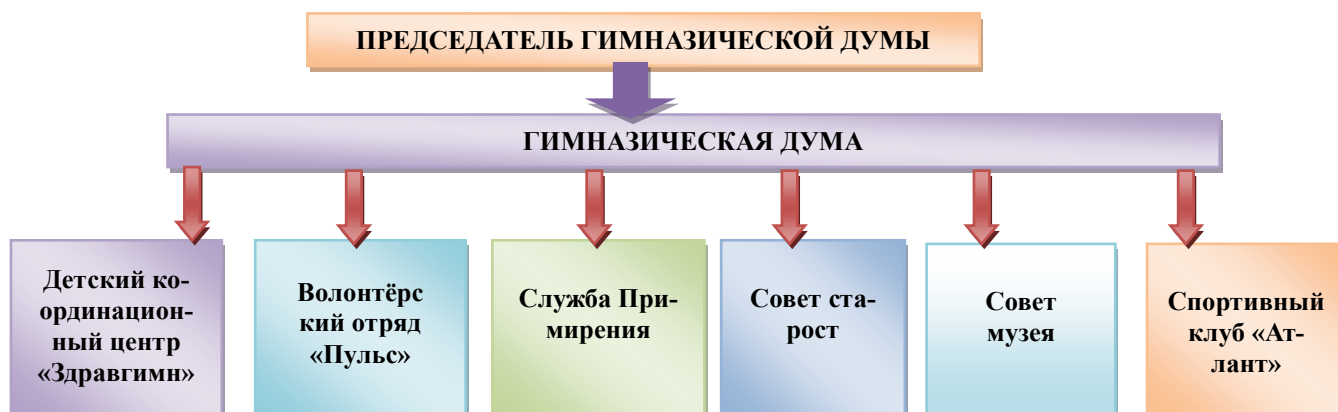 ПРЕДСЕДАТЕЛЬ ГИМНАЗИЧЕСКОЙ ДУМЫ
ГИМНАЗИЧЕСКАЯ ДУМА
Детский ко-
ординацион-
ный центр
«Здравгимн»
Волонтёрс
кий отряд
«Пульс»
Служба При-
мирения
Совет ста-
рост
Совет
музея
Спортивный
клуб «Ат-
лант»